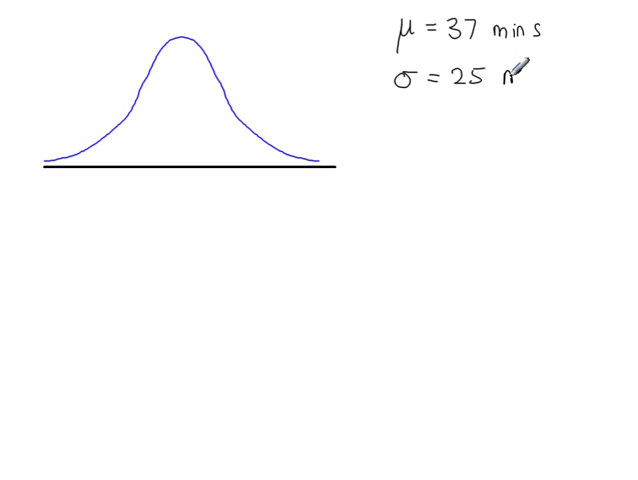 μ = 37 mins
σ = 25